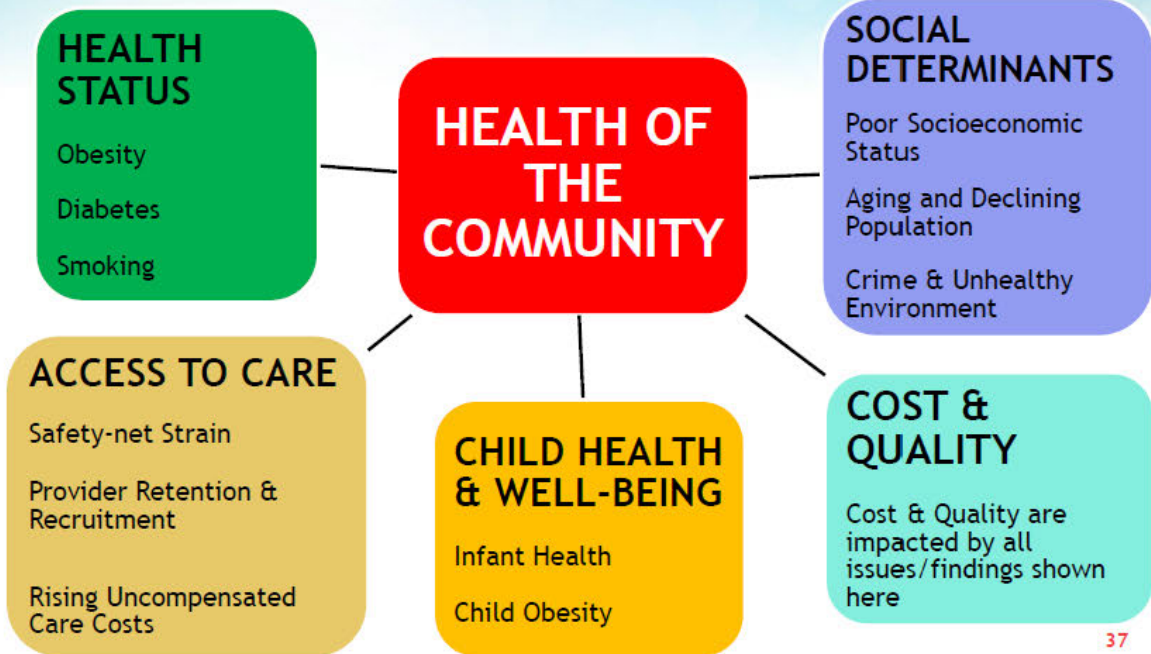 HEALTH
STATUS
Obesity
Diabetes
Smoking
HEALTH OF
THE
COMMUNITY
SOCIAL
DETERMINANTS
Poor Socioeconomic
Status
Aging and Declining
Population
Crime & Unhealthy
Environment
ACCESS TO CARE
Safety-net Strain
Provider Retention &
Recruitment
Rising Uncompensated
Care Costs
CHILD HEALTH
& WELL-BEING
Infant Health
Child Obesity
COST &
QUALITY
Cost & Quality are
impacted by all
issues/findings shown
here
37